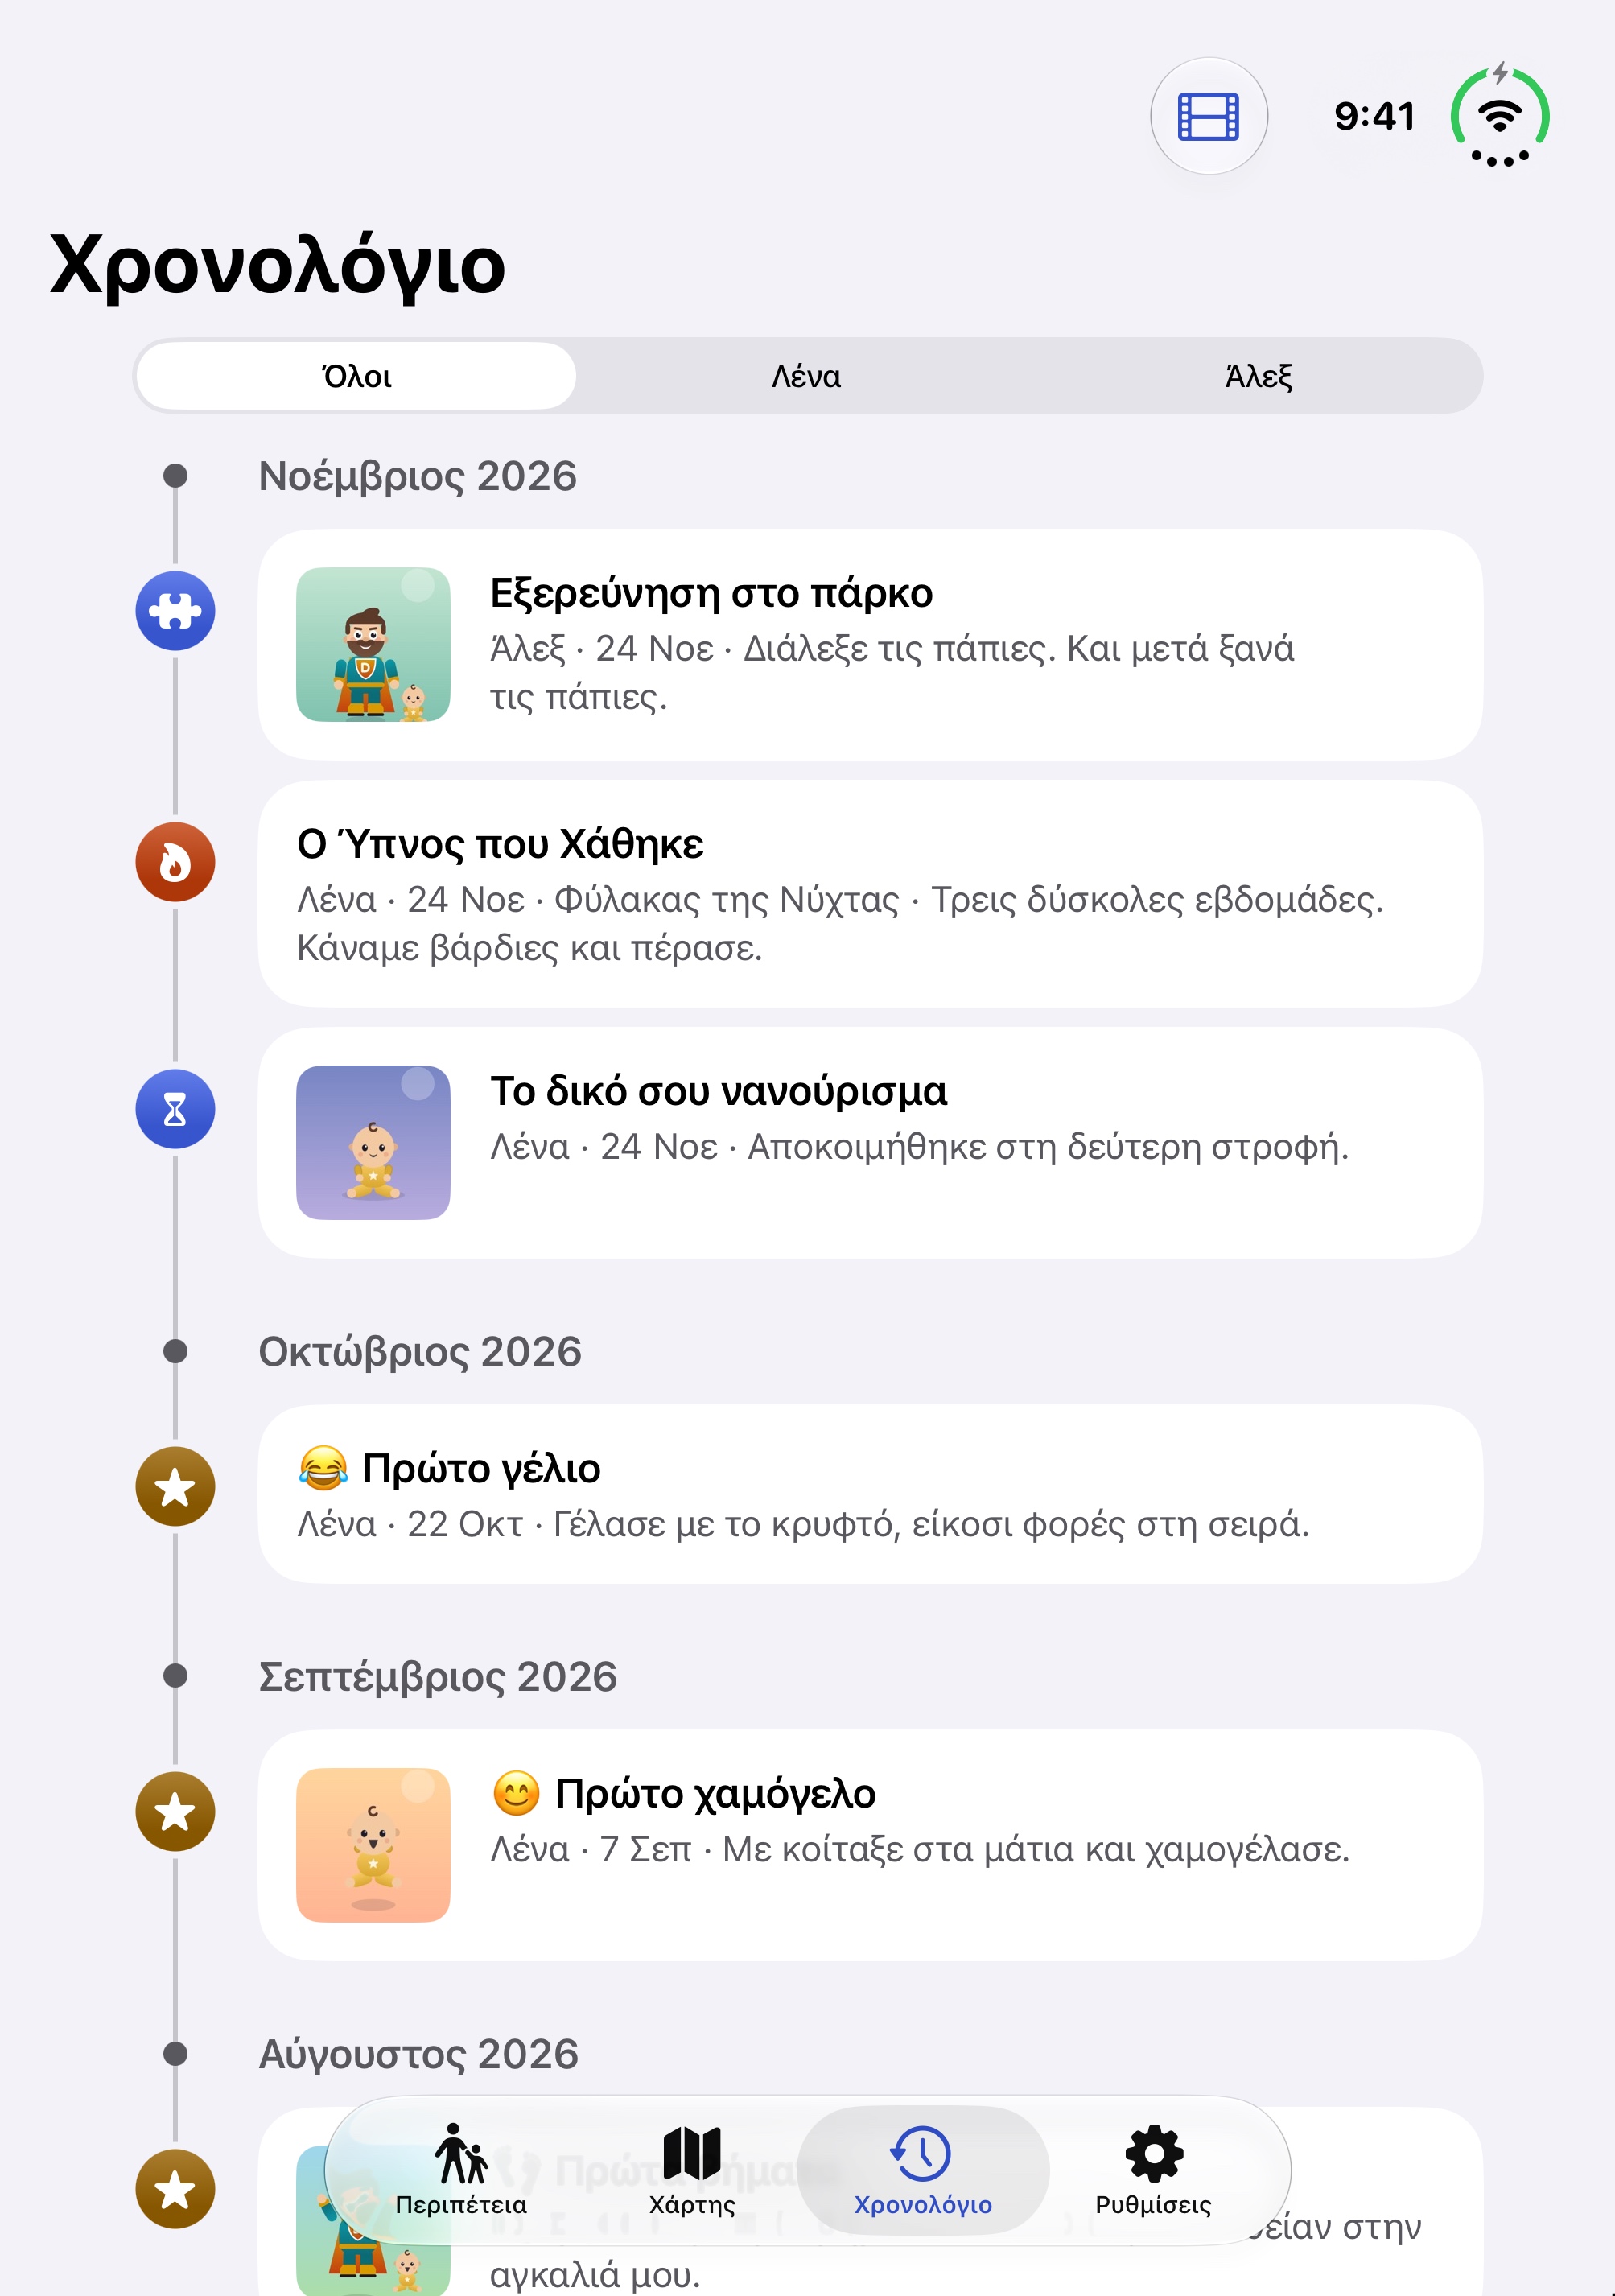 9:41
Χρονολόγιο
Όλοι
Λένα
Άλεξ
Νοέμβριος 2026
Εξερεύνηση στο πάρκο
Άλεξ · 24 Νοε · Διάλεξε τις πάπιες. Και μετά ξανά
τις πάπιες.
D
Ο Ύπνος που Χάθηκε
Λένα · 24 Νοε · Φύλακας της Νύχτας · Τρεις δύσκολες εβδομάδες.
Κάναμε βάρδιες και πέρασε.
Το δικό σου νανούρισμα
Λένα · 24 Νοε · Αποκοιμήθηκε στη δεύτερη στροφή.
Οκτώβριος 2026
😂 Πρώτο γέλιο
Λένα · 22 Οκτ · Γέλασε με το κρυφτό, είκοσι φορές στη σειρά.
Σεπτέμβριος 2026
😊 Πρώτο χαμόγελο
Λένα · 7 Σεπ · Με κοίταξε στα μάτια και χαμογέλασε.
Αύγουστος 2026
Πρώτα βήματα
στην
αγκαλιά μου.
Περιπέτεια
Χάρτης
Χρονολόγιο
Ρυθμίσεις